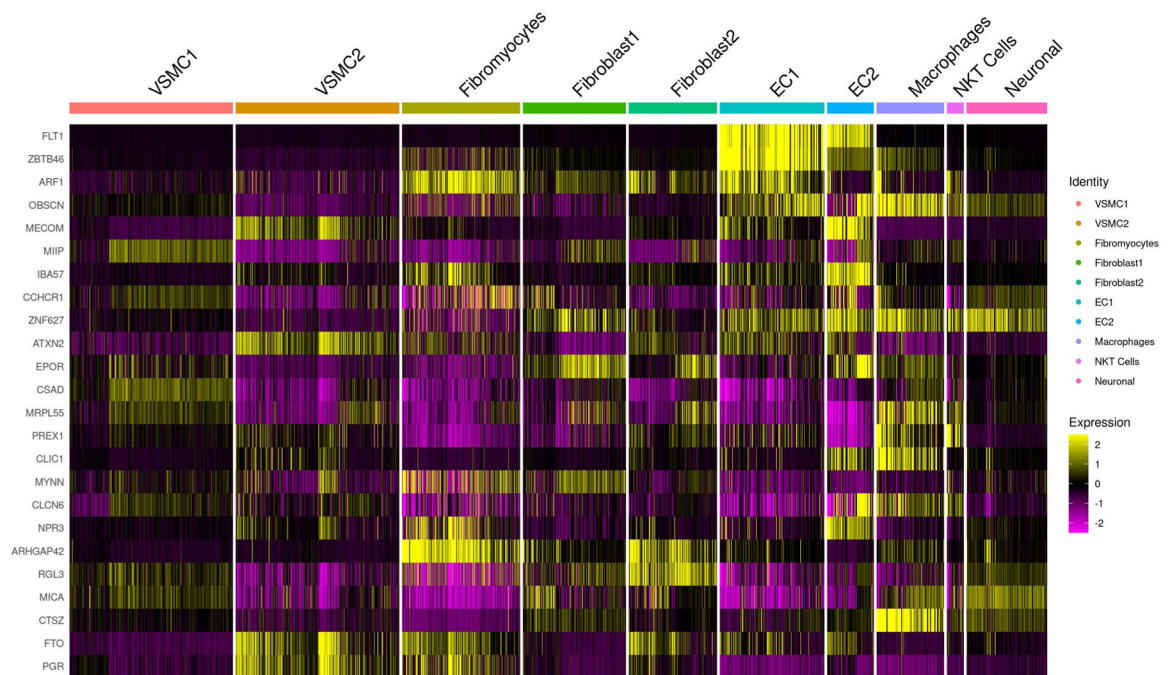 VSMC1
VSMC2
Fibromyocytes
Fibroblast1
Fibroblast2
EC1
EC2
Macrophages
NKT Cells
Neuronal
FLT1
ZBTB46
ARF1
OBSCN
MECOM
MIIP
IBA57
CCHCR1
ZNF627
ATXN2
EPOR
CSAD
MRPL55
PREX1
CLIC1
MYNN
CLCN6
NPR3
ARHGAP42
RGL3
MICA
CTSZ
FTO
PGR
Identity
VSMC1
VSMC2
Fibromyocytes
Fibroblast1
Fibroblast2
EC1
EC2
Macrophages
NKT Cells
Neuronal
Expression
2
1
0
-1
-2